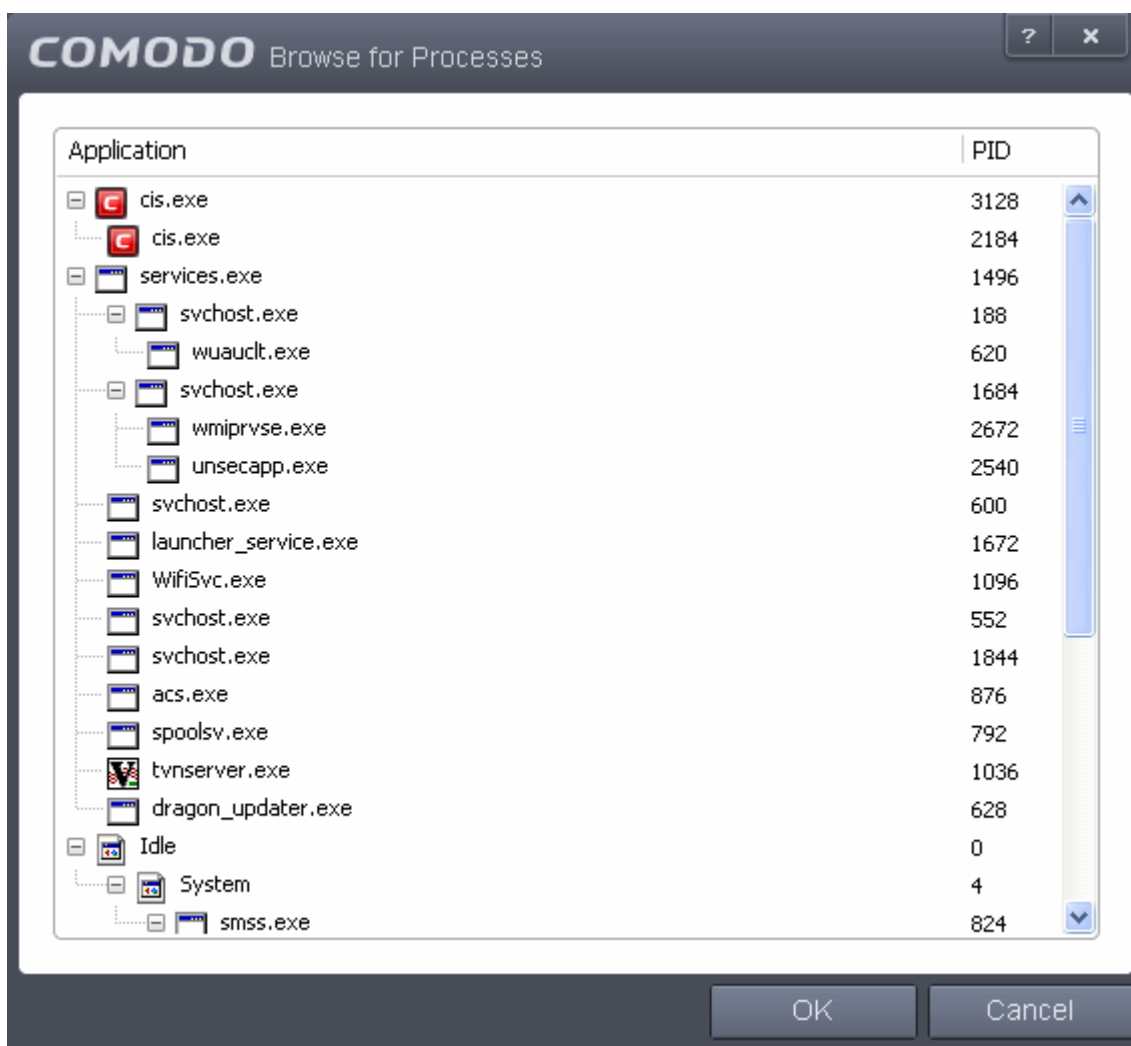 COMODO Browse for Processes ? x
Application PID
cis.exe 3128
cis.exe 2184
services.exe 1496
svchost.exe 188
wuauclt.exe 620
svchost.exe 1684
wmiprvse.exe 2672
unsecapp.exe 2540
svchost.exe 600
launcher_service.exe 1672
WifiSvc.exe 1096
svchost.exe 552
svchost.exe 1844
acs.exe 876
spoolsv.exe 792
tvnserver.exe 1036
dragon_updater.exe 628
Idle 0
System 4
smss.exe 824
OK Cancel